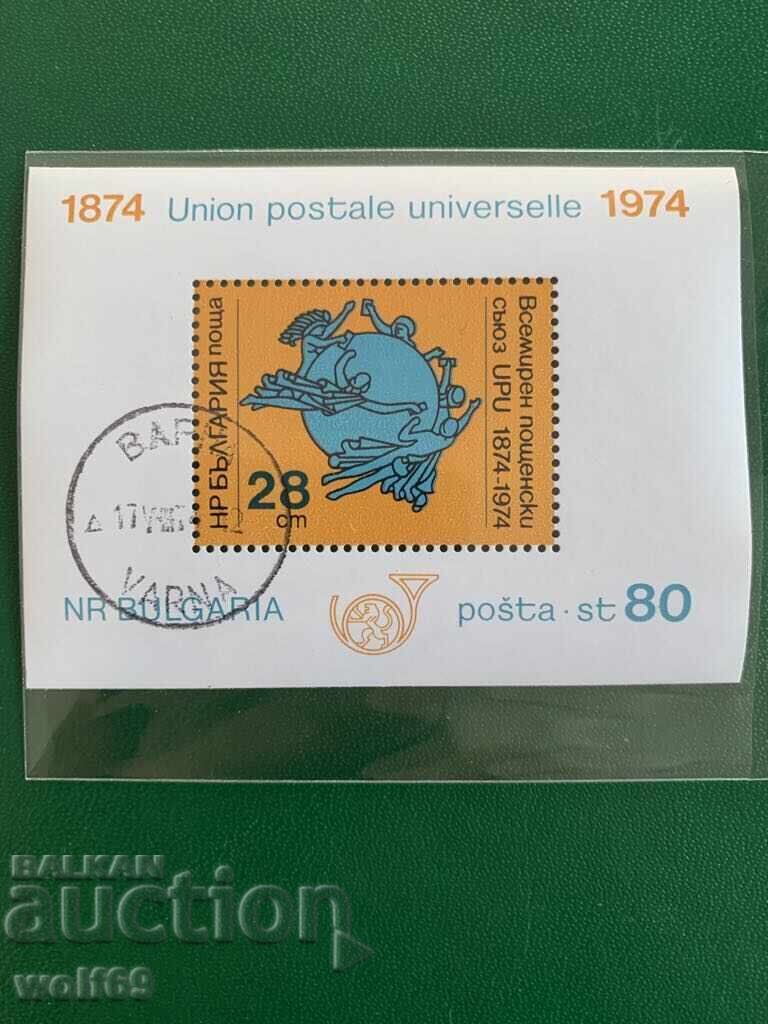 1874 Union postale universelle 1974
НР БЪЛГАРИЯ поща
28
cm
Всемирен пощенски
съюз UPU 1874-1974
VARNA
NR BULGARIA pošta · st 80
BALKAN
auction
wolf69